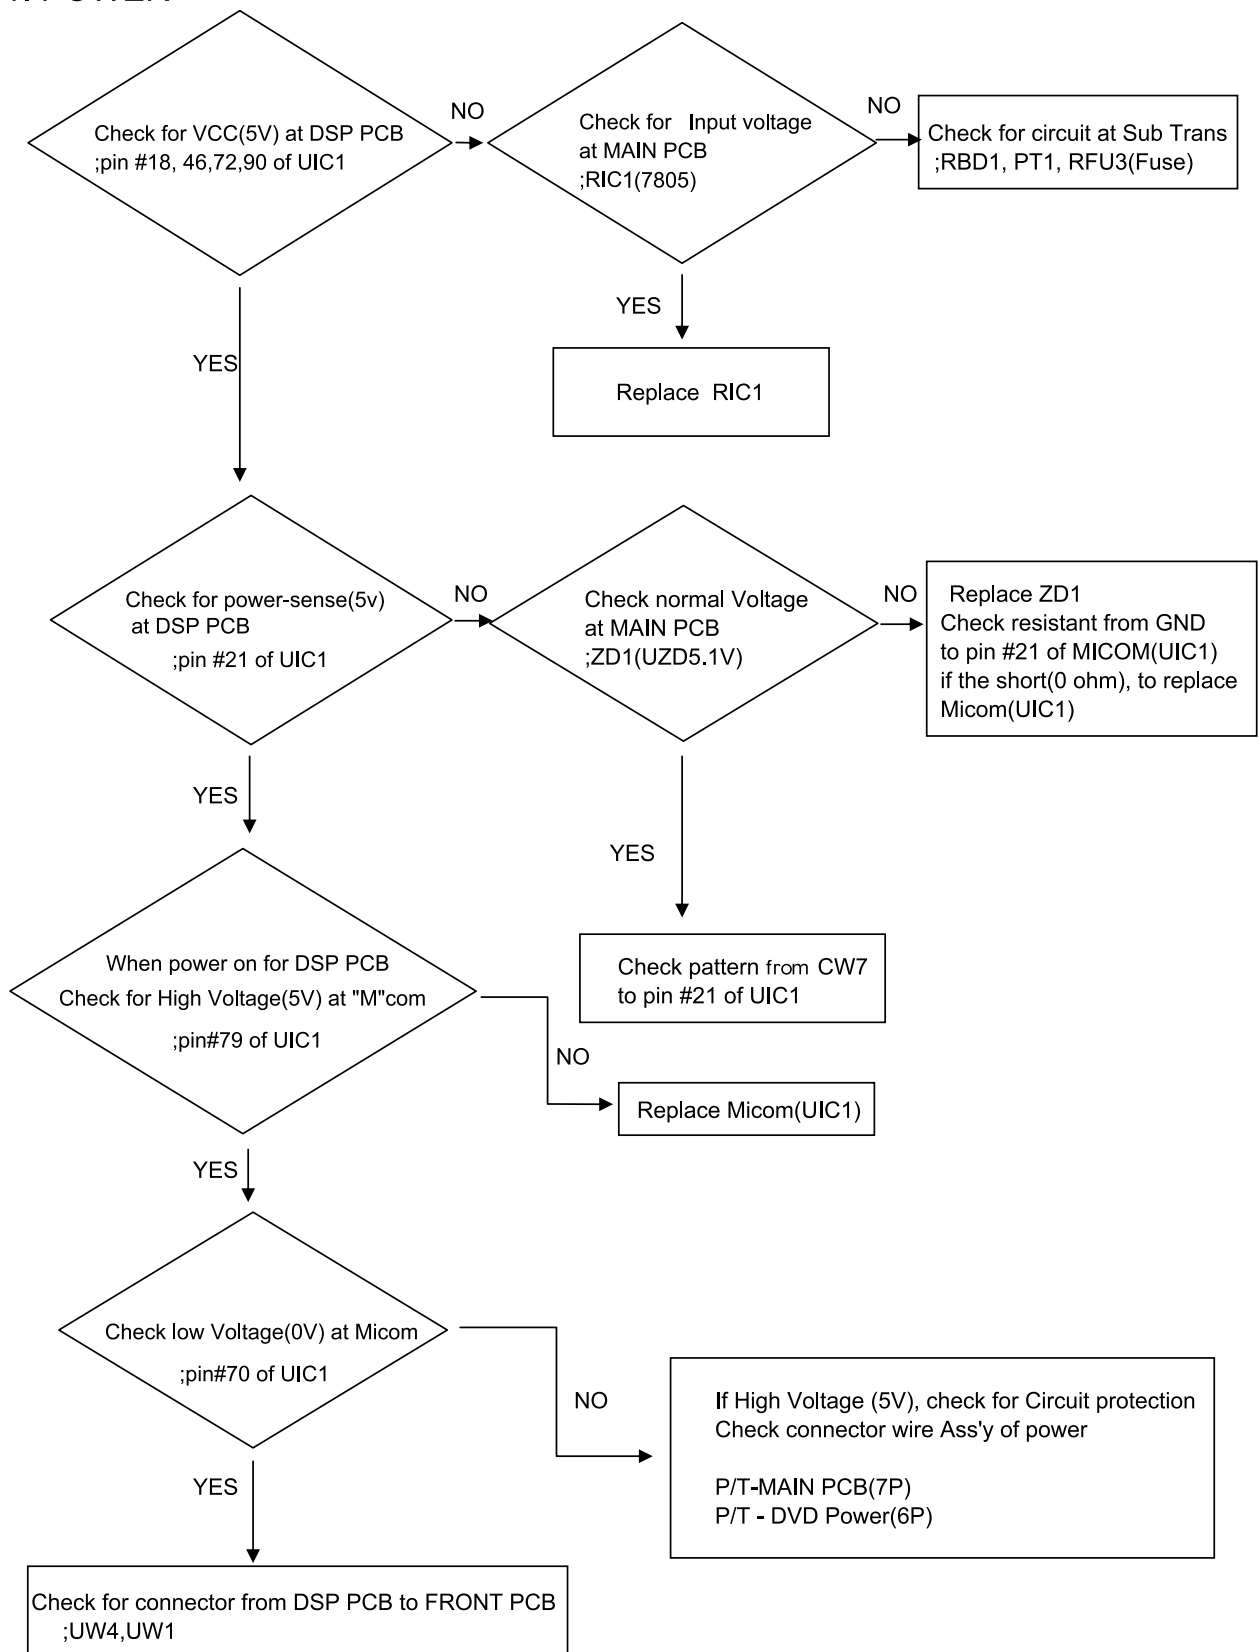 Check for VCC(5V) at DSP PCB
;pin #18, 46,72,90 of UIC1
NO
Check for Input voltage
at MAIN PCB
;RIC1(7805)
NO
Check for circuit at Sub Trans
;RBD1, PT1, RFU3(Fuse)
YES
Replace RIC1
YES
Check for power-sense(5v)
at DSP PCB
;pin #21 of UIC1
NO
Check normal Voltage
at MAIN PCB
;ZD1(UZD5.1V)
NO
Replace ZD1
Check resistant from GND
to pin #21 of MICOM(UIC1)
if the short(0 ohm), to replace
Micom(UIC1)
YES
YES
Check pattern from CW7
to pin #21 of UIC1
When power on for DSP PCB
Check for High Voltage(5V) at "M"com
;pin#79 of UIC1
NO
Replace Micom(UIC1)
YES
Check low Voltage(0V) at Micom
;pin#70 of UIC1
NO
If High Voltage (5V), check for Circuit protection
Check connector wire Ass'y of power
P/T-MAIN PCB(7P)
P/T - DVD Power(6P)
YES
Check for connector from DSP PCB to FRONT PCB
;UW4,UW1